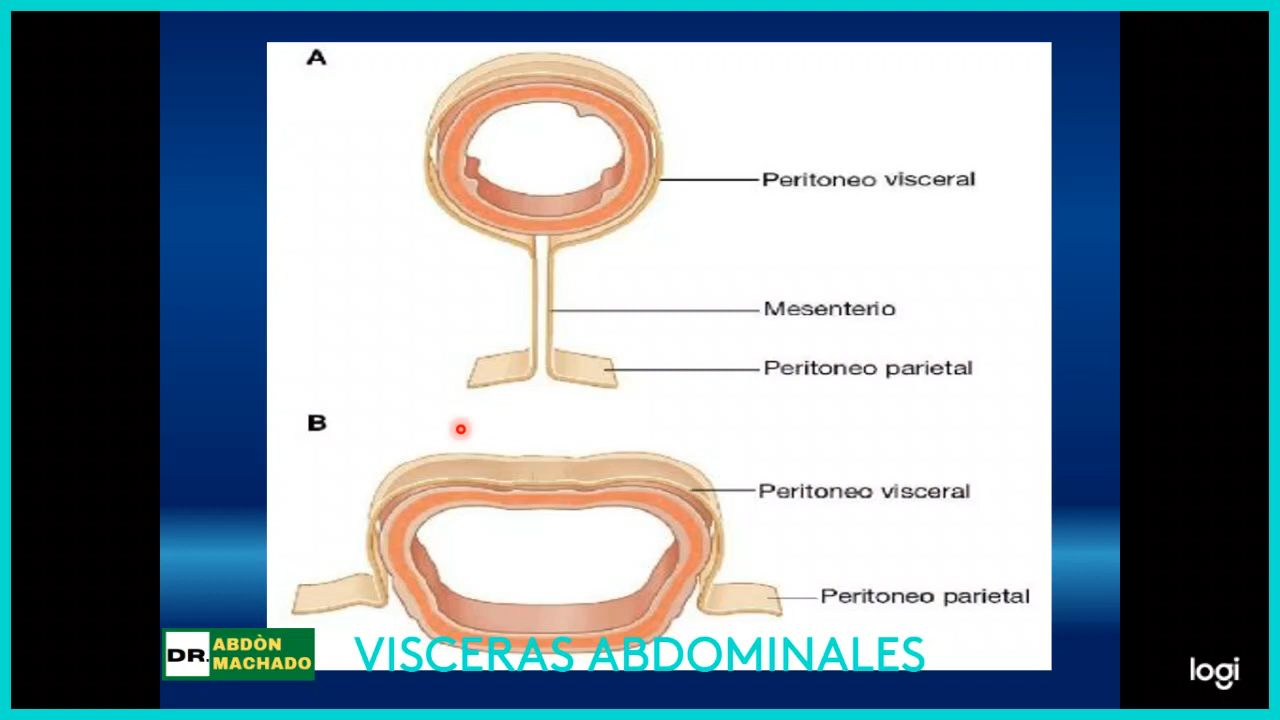 A
Peritoneo visceral
Mesenterio
Peritoneo parietal
B
Peritoneo visceral
Peritoneo parietal
DR. ABDÒN
MACHADO
VISCERAS ABDOMINALES
logi